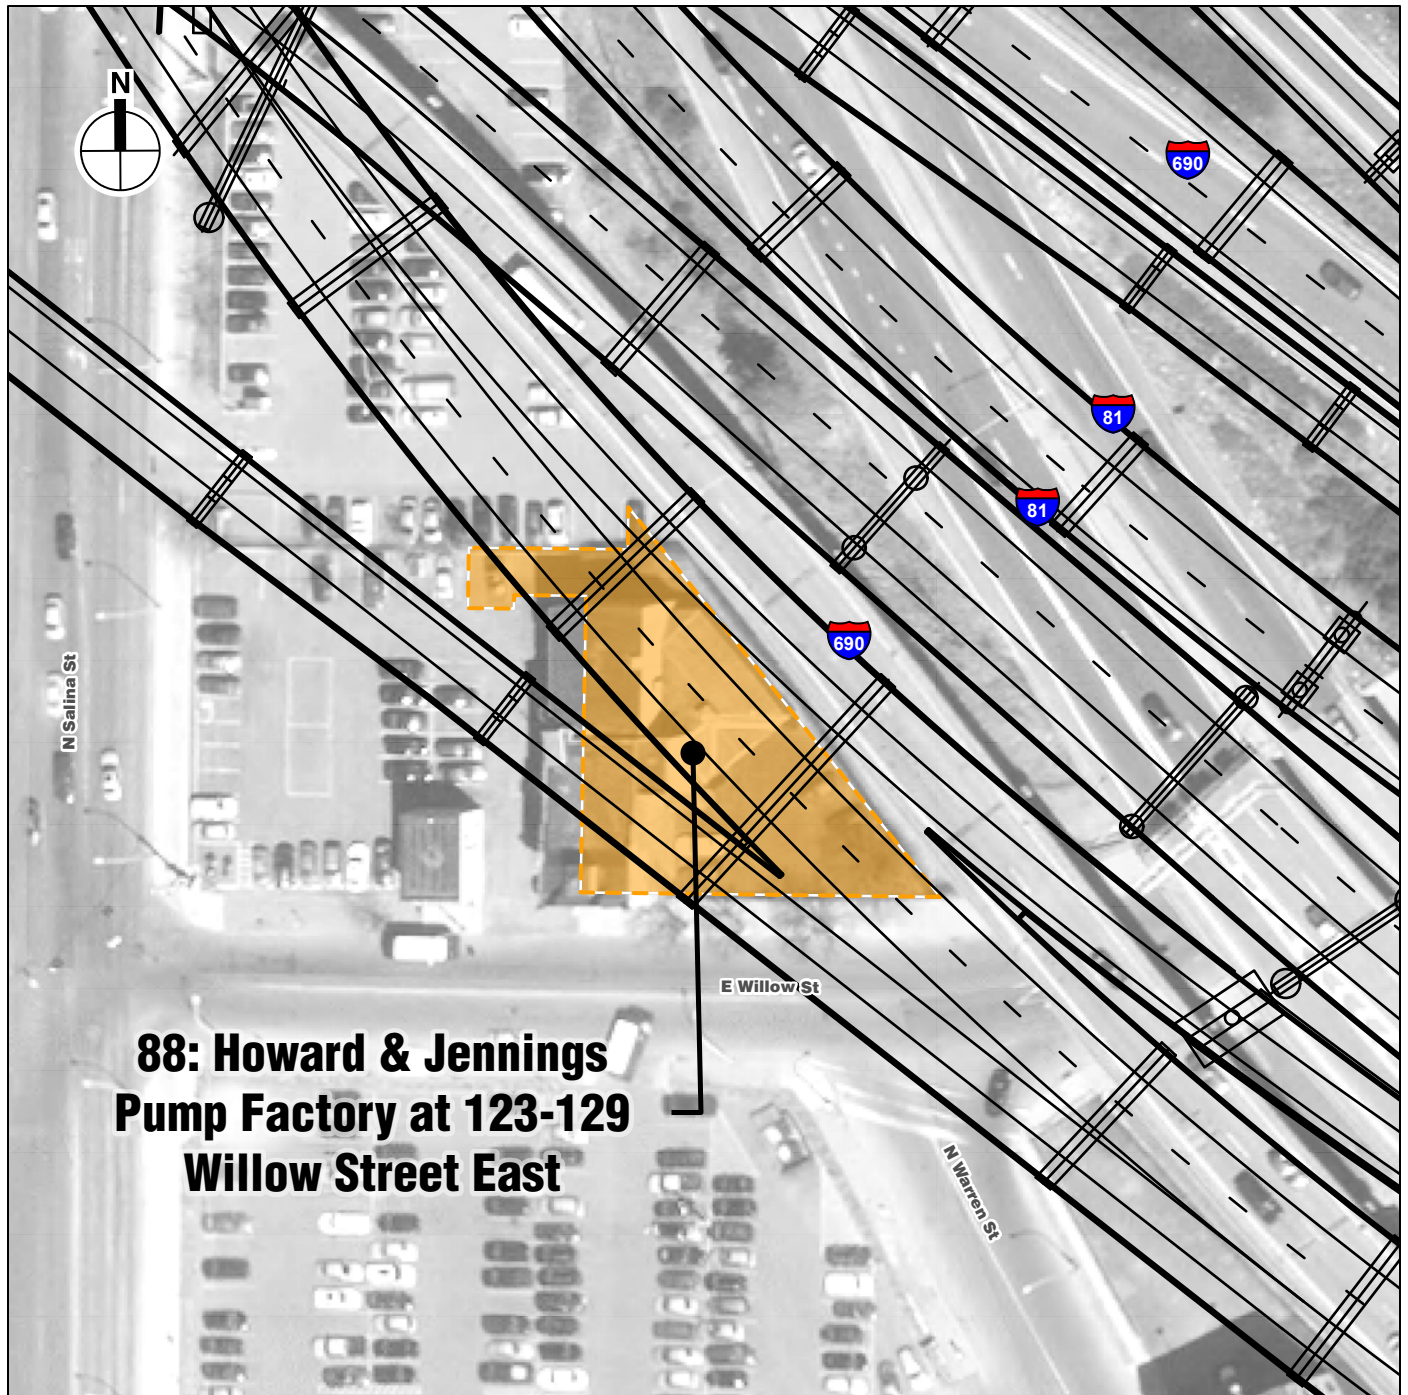 N
690
81
81
690
N Salina St
E Willow St
88: Howard & Jennings
Pump Factory at 123-129
Willow Street East
N Warren St